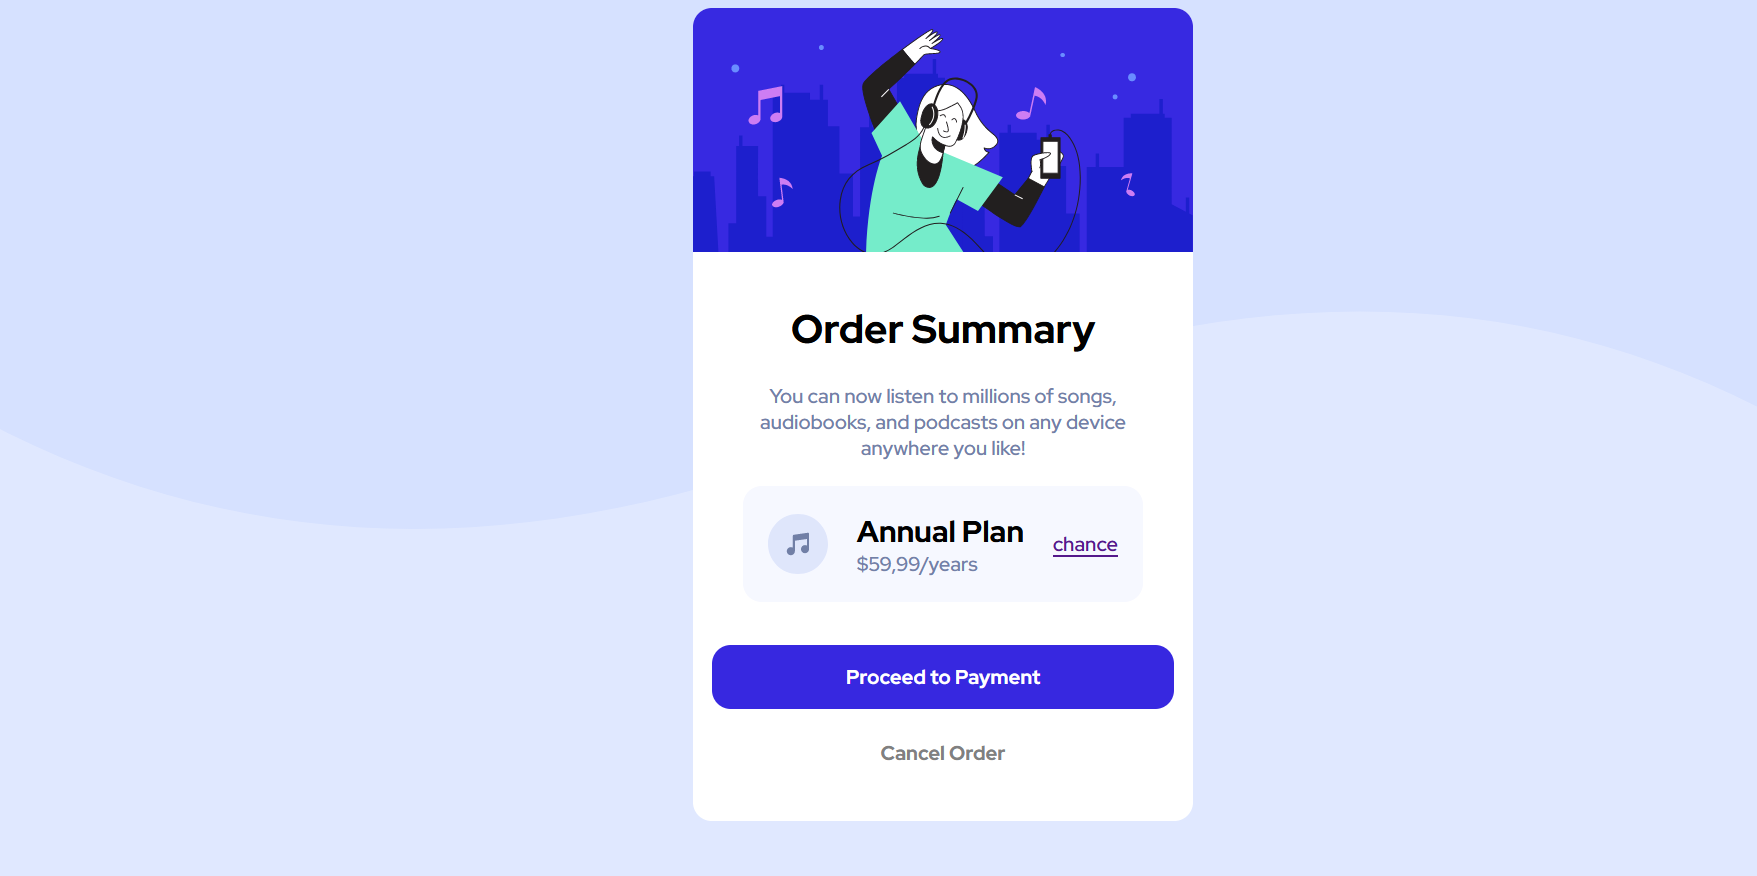 Order Summary
You can now listen to millions of songs,
audiobooks, and podcasts on any device
anywhere you like!
Annual Plan
$59,99/years
chance
Proceed to Payment
Cancel Order